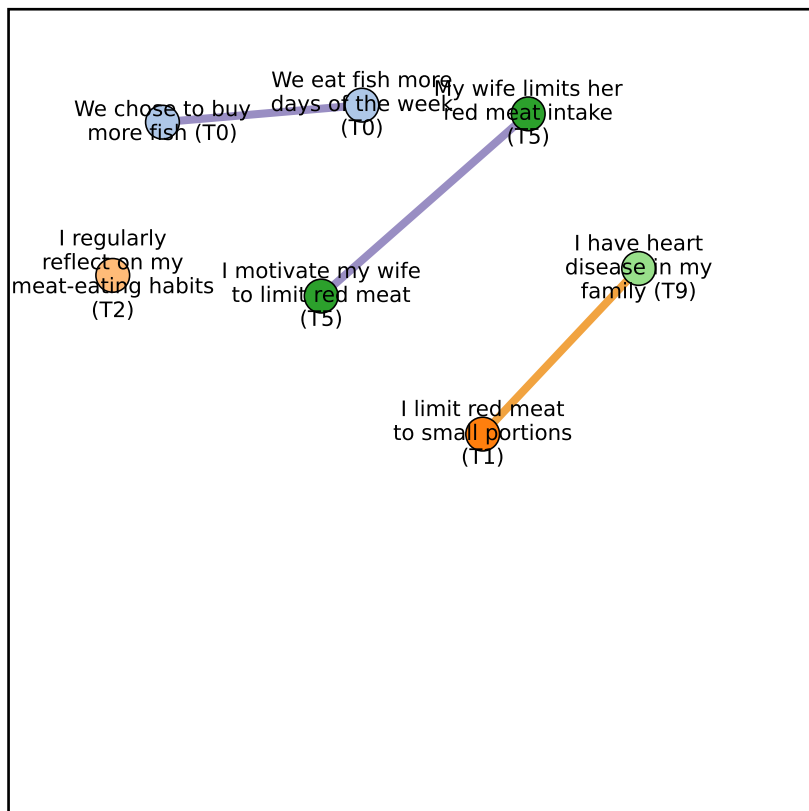 We eat fish more
days of the week
(T0)
My wife limits her
red meat intake
(T5)
We chose to buy
more fish (T0)
I regularly
reflect on my
meat-eating habits
(T2)
I motivate my wife
to limit red meat
(T5)
I have heart
disease in my
family (T9)
I limit red meat
to small portions
(T1)